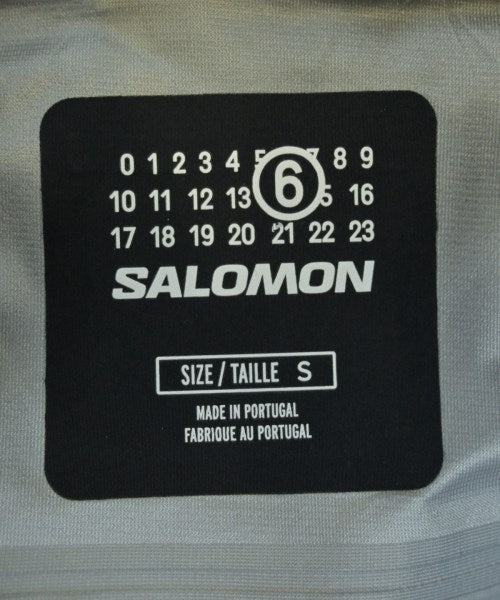 0 1 2 3 4 5 6 7 8 9
10 11 12 13 16
17 18 19 20 21 22 23
SALOMON
SIZE / TAILLE S
MADE IN PORTUGAL
FABRIQUE AU PORTUGAL